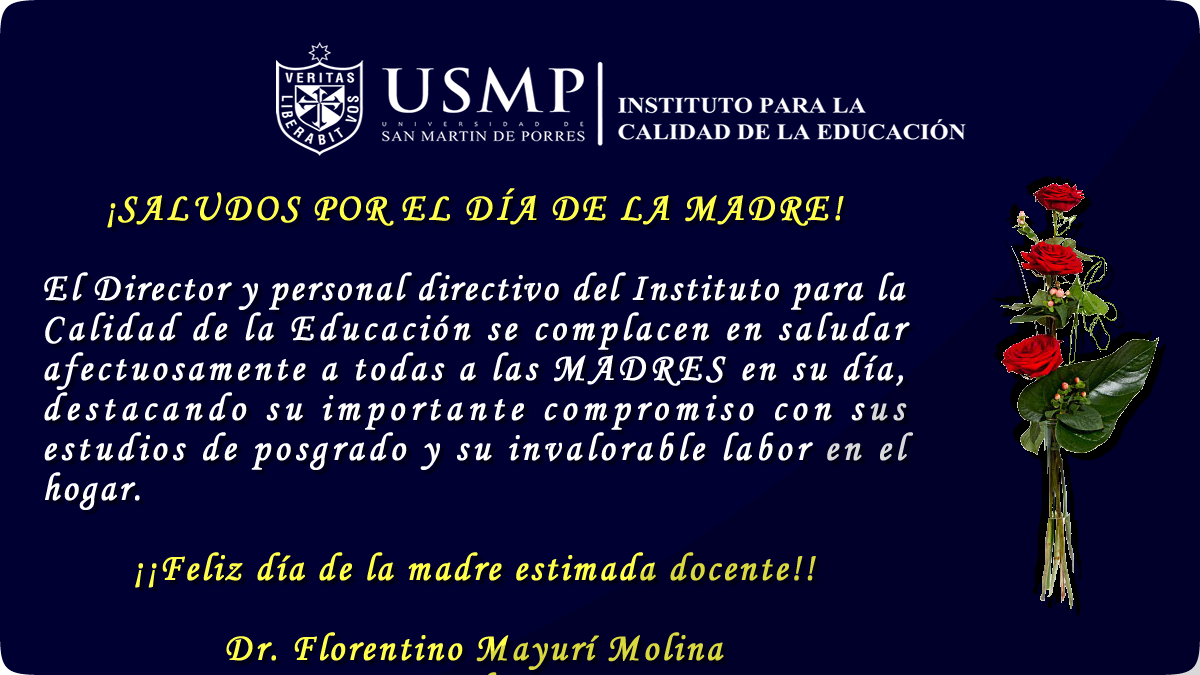 VERITAS
LIBERABIT VOS
USMP
UNIVERSIDAD DE
SAN MARTIN DE PORRES
INSTITUTO PARA LA
CALIDAD DE LA EDUCACIÓN
¡SALUDOS POR EL DÍA DE LA MADRE!
El Director y personal directivo del Instituto para la
Calidad de la Educación se complacen en saludar
afectuosamente a todas a las MADRES en su día,
destacando su importante compromiso con sus
estudios de posgrado y su invalorable labor en el
hogar.
¡¡Feliz día de la madre estimada docente!!
Dr. Florentino Mayurí Molina